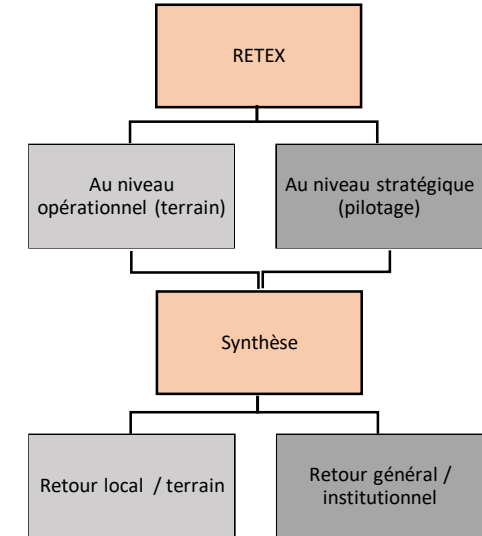 RETEX
Au niveau
opérationnel (terrain)
Au niveau stratégique
(pilotage)
Synthèse
Retour local / terrain
Retour général /
institutionnel